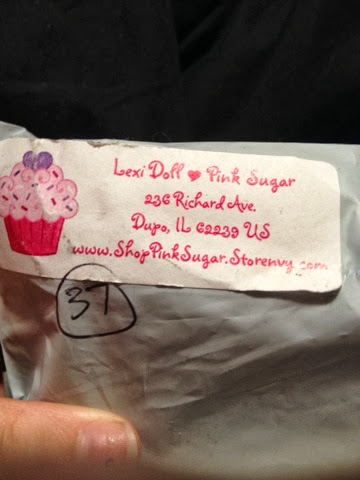 Lexi Doll ♥ Pink Sugar
236 Richard Ave.
Dupo, IL 62239 US
www.ShopPinkSugar.Storenvy.com
37